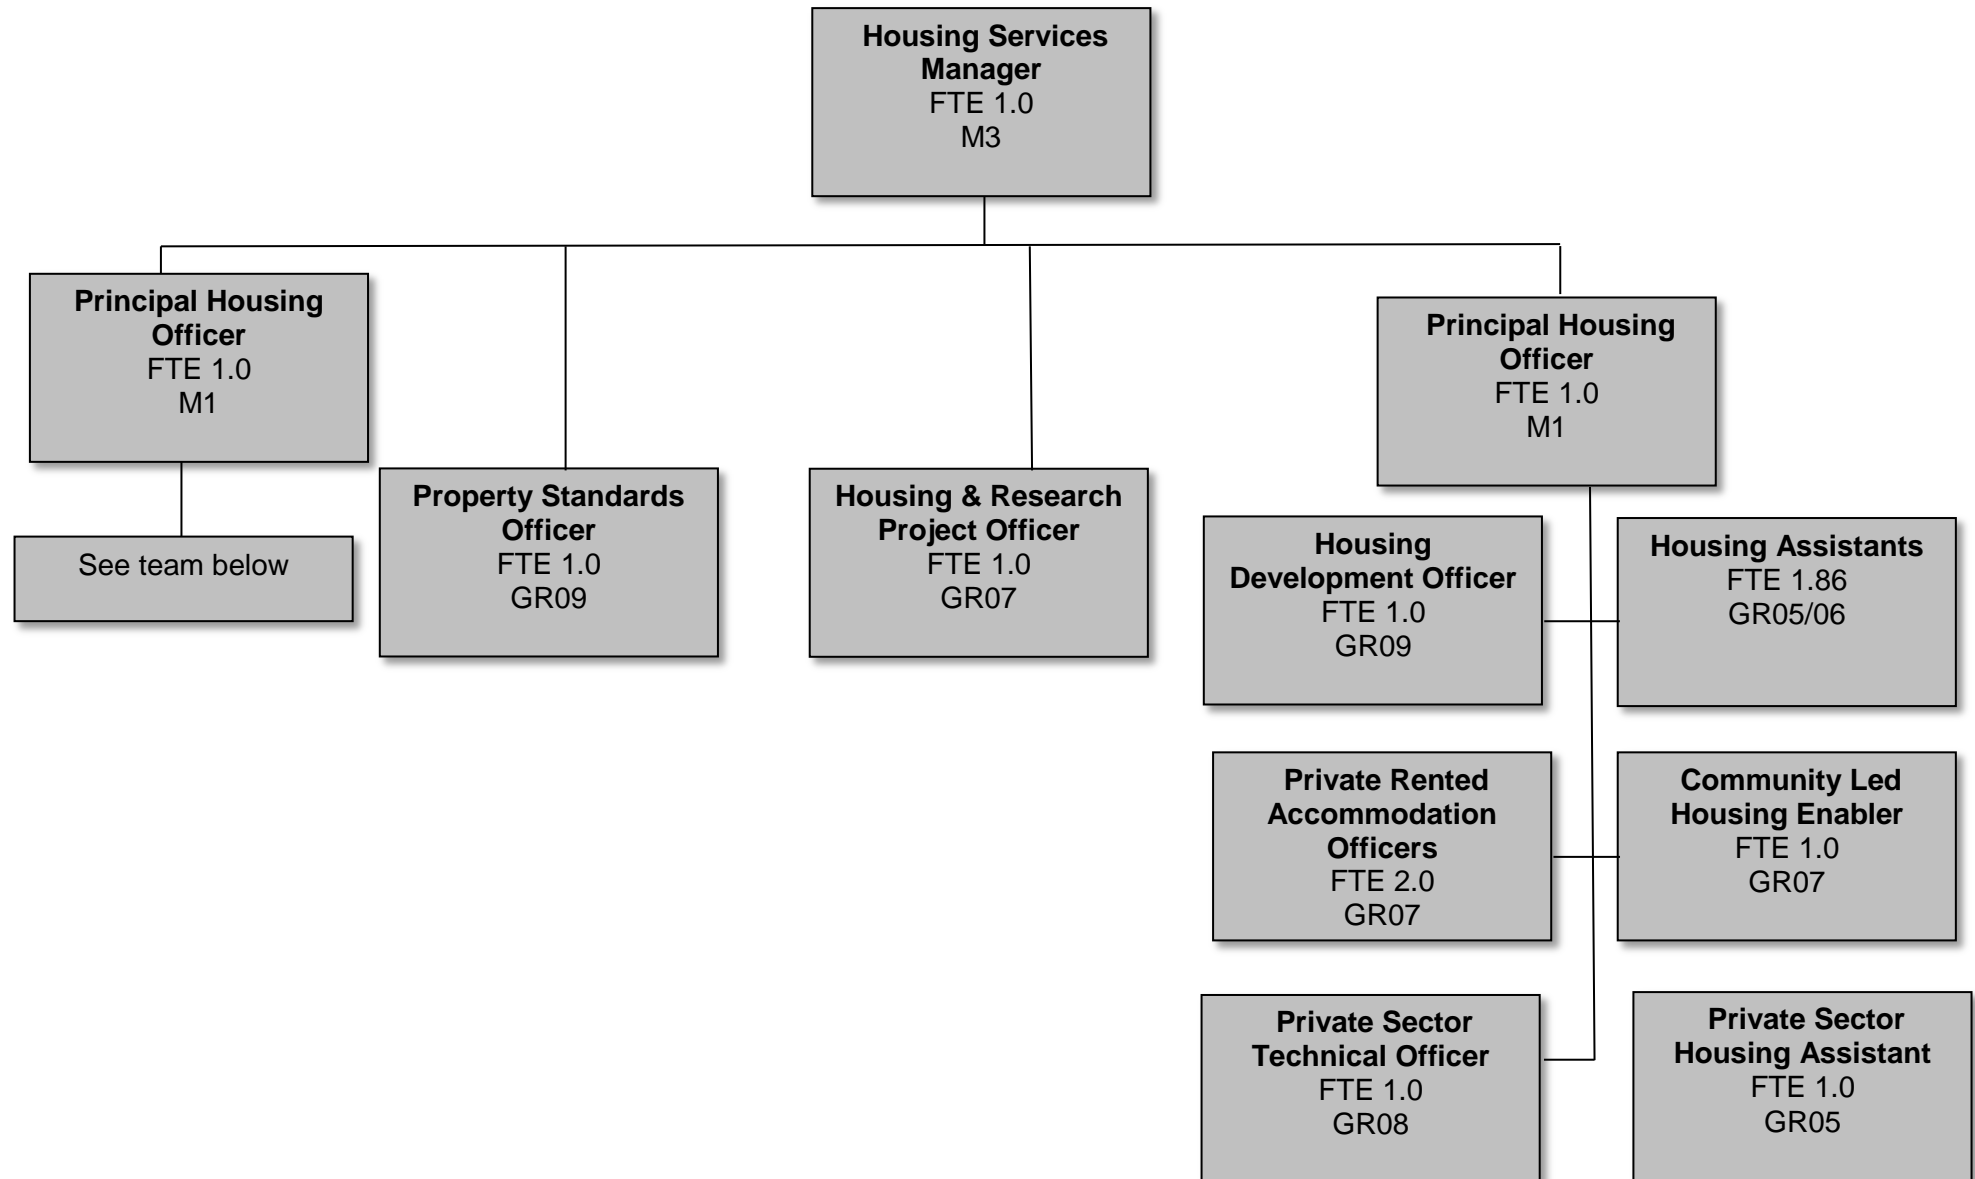 Housing Services
Manager
FTE 1.0
M3
Principal Housing
Officer
FTE 1.0
M1
Principal Housing
Officer
FTE 1.0
M1
See team below
Property Standards
Officer
FTE 1.0
GR09
Housing & Research
Project Officer
FTE 1.0
GR07
Housing
Development Officer
FTE 1.0
GR09
Housing Assistants
FTE 1.86
GR05/06
Private Rented
Accommodation
Officers
FTE 2.0
GR07
Community Led
Housing Enabler
FTE 1.0
GR07
Private Sector
Technical Officer
FTE 1.0
GR08
Private Sector
Housing Assistant
FTE 1.0
GR05